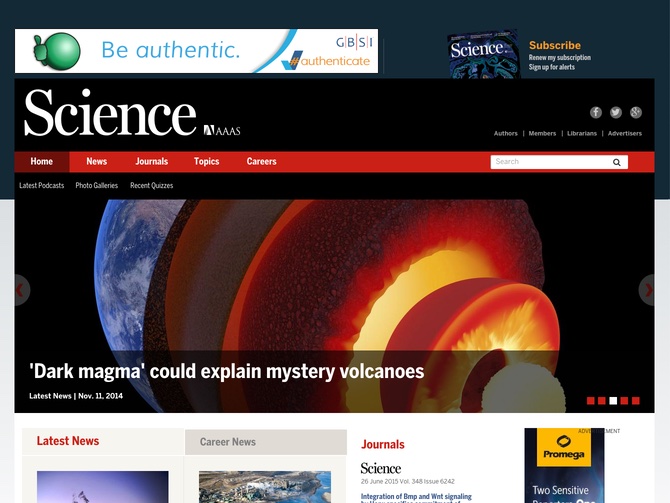 Be authentic.
GBSI
#authenticate
Science
Subscribe
Renew my subscription
Sign up for alerts
Science
AAAS
Authors | Members | Librarians | Advertisers
Home News Journals Topics Careers
Search
Latest Podcasts Photo Galleries Recent Quizzes
'Dark magma' could explain mystery volcanoes
Latest News | Nov. 11, 2014
Latest News
Career News
Journals
Science
26 June 2015 Vol. 348 Issue 6242
Integration of Bmp and Wnt signaling
Promega
Two Sensitive